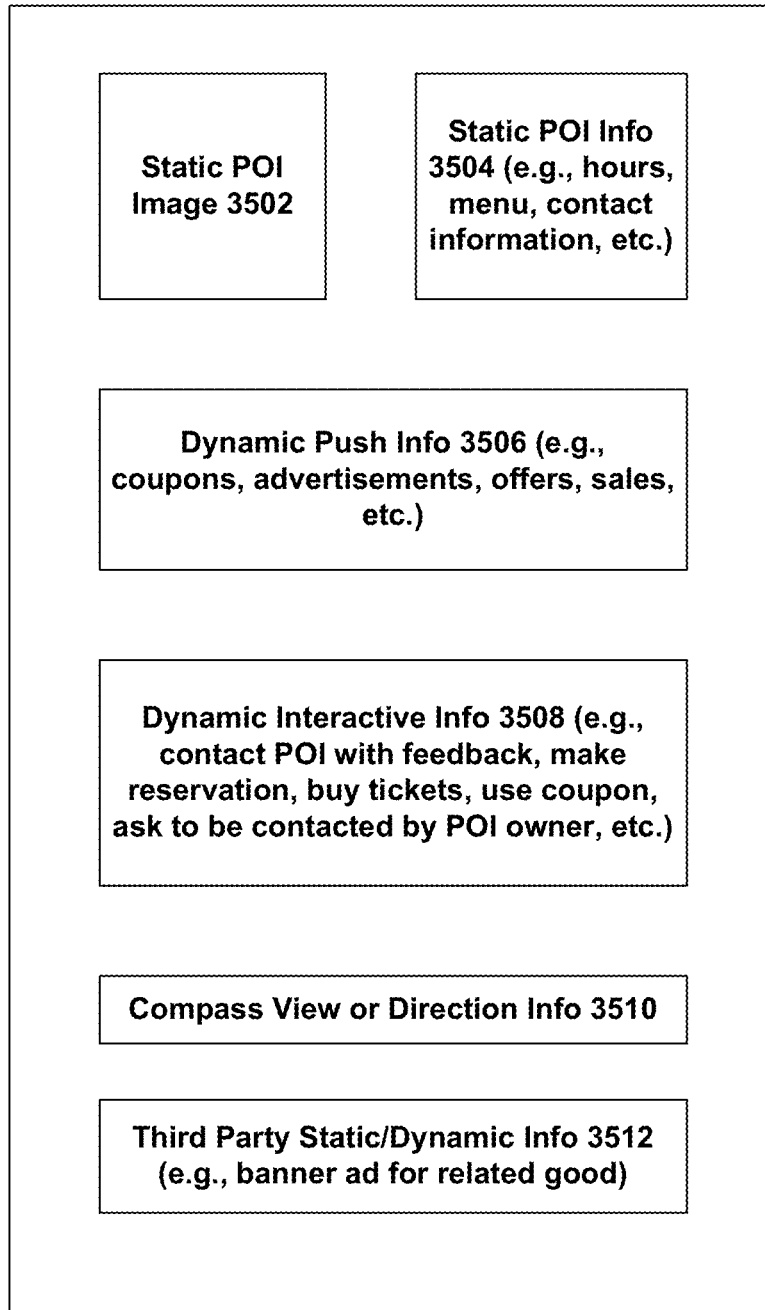 Static POI
Image 3502
Static POI Info
3504 (e.g., hours,
menu, contact
information, etc.)
Dynamic Push Info 3506 (e.g.,
coupons, advertisements, offers, sales,
etc.)
Dynamic Interactive Info 3508 (e.g.,
contact POI with feedback, make
reservation, buy tickets, use coupon,
ask to be contacted by POI owner, etc.)
Compass View or Direction Info 3510
Third Party Static/Dynamic Info 3512
(e.g., banner ad for related good)